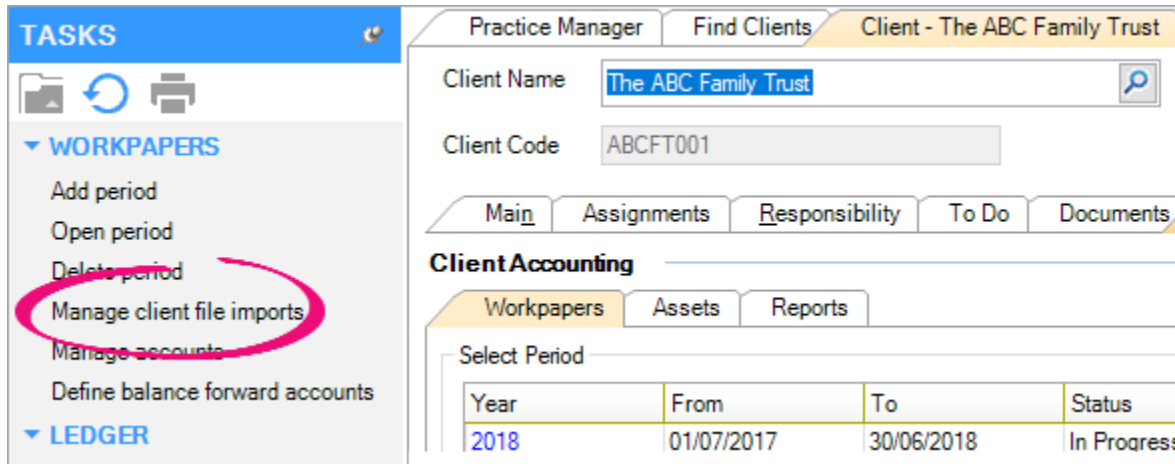 TASKS
WORKPAPERS
Add period
Open period
Delete period
Manage client file imports
Manage accounts
Define balance forward accounts
LEDGER
Practice Manager Find Clients Client - The ABC Family Trust
Client Name The ABC Family Trust
Client Code ABCFT001
Main Assignments Responsibility To Do Documents
Client Accounting
Workpapers Assets Reports
Select Period
Year From To Status
2018 01/07/2017 30/06/2018 In Progress